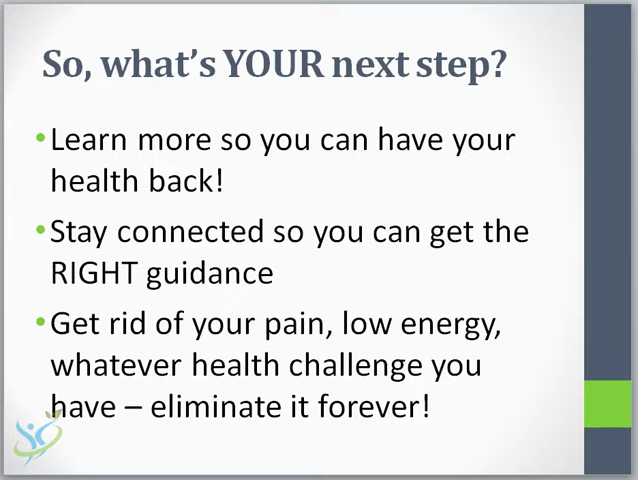 So, what's YOUR next step?
•Learn more so you can have your
health back!
•Stay connected so you can get the
RIGHT guidance
•Get rid of your pain, low energy,
whatever health challenge you
have – eliminate it forever!